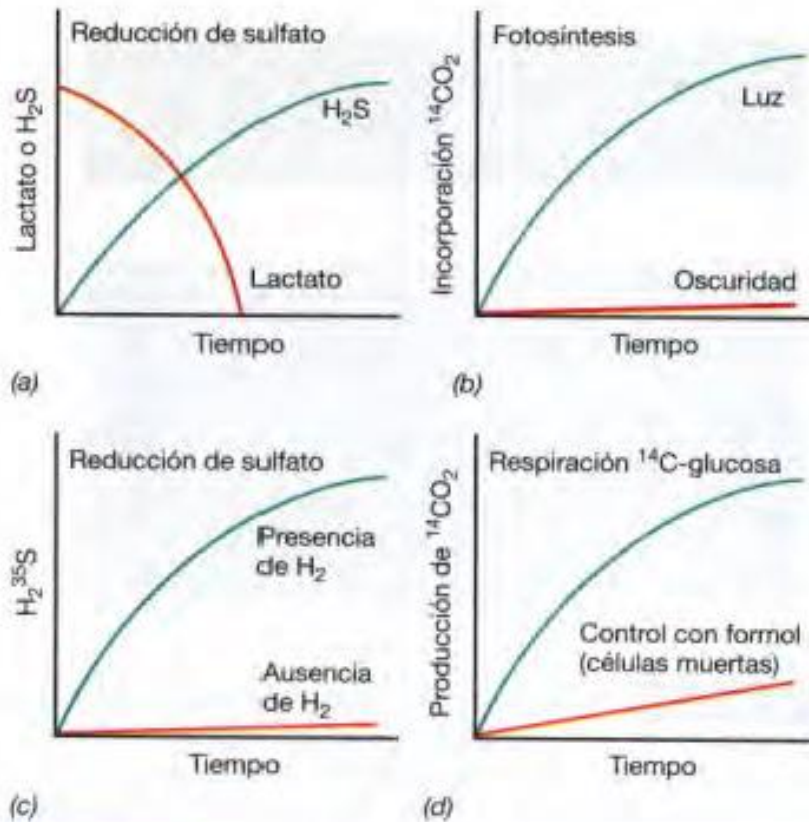 Reducción de sulfato
Lactato o H₂S
H₂S
Lactato
Tiempo
(a)
Fotosíntesis
Incorporación ¹⁴CO₂
Luz
Oscuridad
Tiempo
(b)
Reducción de sulfato
H₂³⁵S
Presencia
de H₂
Ausencia
de H₂
Tiempo
(c)
Respiración ¹⁴C-glucosa
Producción de ¹⁴CO₂
Control con formol
(células muertas)
Tiempo
(d)